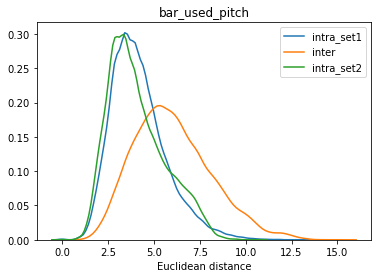 bar_used_pitch
intra_set1
inter
intra_set2
0.30
0.25
0.20
0.15
0.10
0.05
0.00
0.0 2.5 5.0 7.5 10.0 12.5 15.0
Euclidean distance